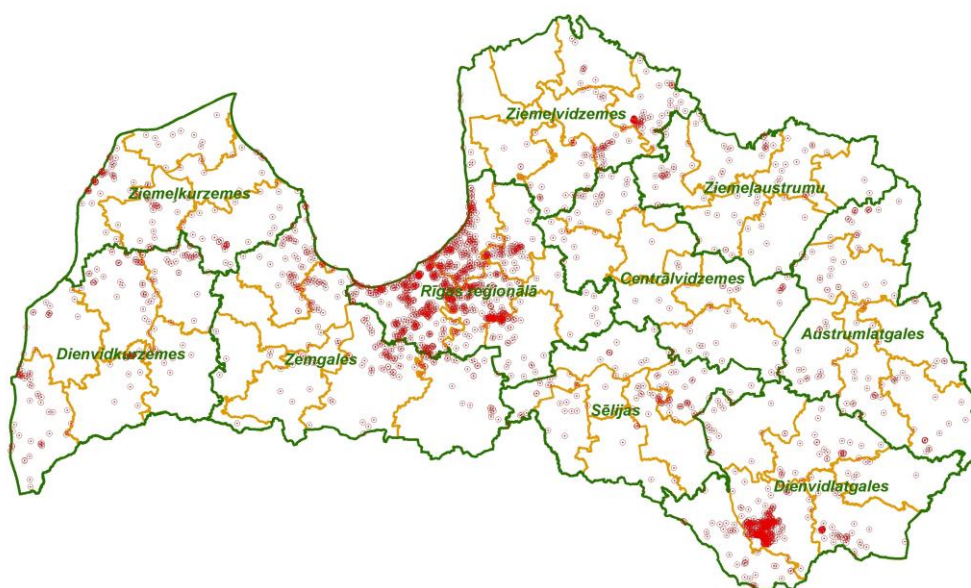 Ziemeļvidzemes
Ziemeļkurzemes
Ziemeļaustrumu
Centrālvidzemes
Rīgas reģionālā
Austrumlatgales
Dienvidkurzemes
Zemgales
Sēlijas
Dienvidlatgales